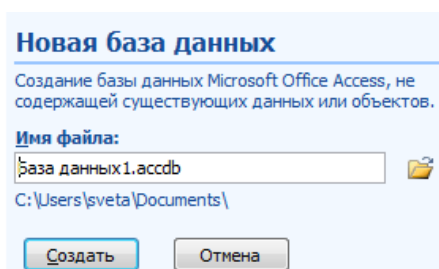 Новая база данных
Создание базы данных Microsoft Office Access, не
содержащей существующих данных или объектов.
Имя файла:
База данных1.accdb
C:\Users\sveta\Documents\
Создать Отмена